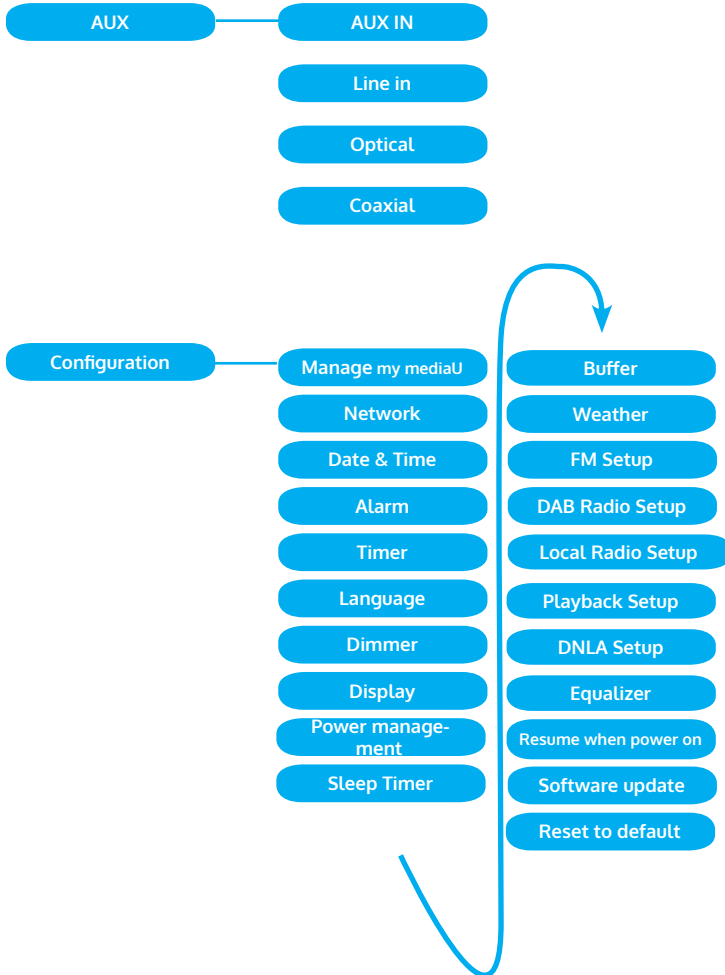 AUX
AUX IN
Line in
Optical
Coaxial
Configuration
Manage my mediaU
Network
Date & Time
Alarm
Timer
Language
Dimmer
Display
Power manage-
ment
Sleep Timer
Buffer
Weather
FM Setup
DAB Radio Setup
Local Radio Setup
Playback Setup
DNLA Setup
Equalizer
Resume when power on
Software update
Reset to default